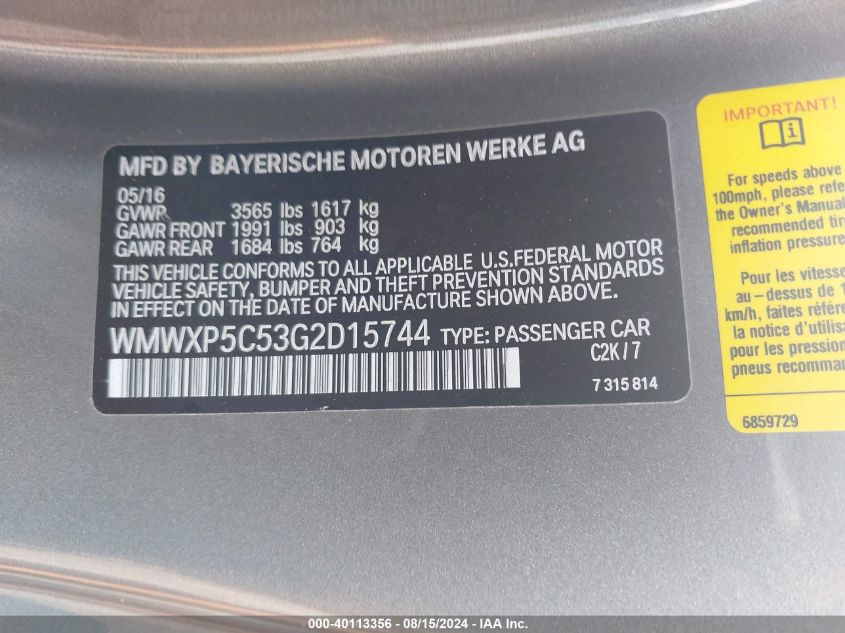 MFD BY BAYERISCHE MOTOREN WERKE AG
05/16
GVWR 3565 lbs 1617 kg
GAWR FRONT 1991 lbs 903 kg
GAWR REAR 1684 lbs 764 kg
THIS VEHICLE CONFORMS TO ALL APPLICABLE U.S.FEDERAL MOTOR
VEHICLE SAFETY, BUMPER AND THEFT PREVENTION STANDARDS
IN EFFECT ON THE DATE OF MANUFACTURE SHOWN ABOVE.
WMWXP5C53G2D15744 TYPE: PASSENGER CAR
C2K/7
7 315 814
IMPORTANT!
For speeds above
100mph, please refe
the Owner's Manual
recommended tir
inflation pressure
Pour les vitesse
au-dessus de 1
km/h, faites référe
la notice d'utilis
pour les pression
pneus recomma
6859729
000-40113356 - 08/15/2024 - IAA Inc.